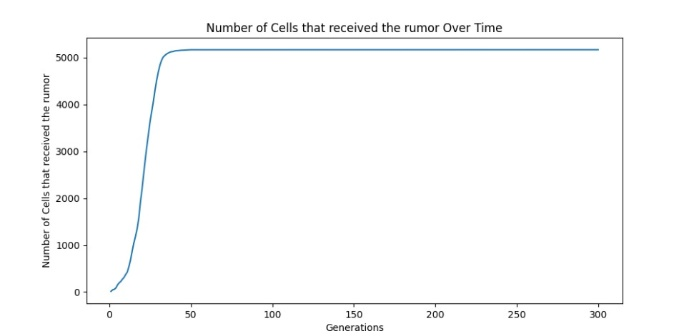 Number of Cells that received the rumor Over Time
Number of Cells that received the rumor
5000
4000
3000
2000
1000
0
0 50 100 150 200 250 300
Generations